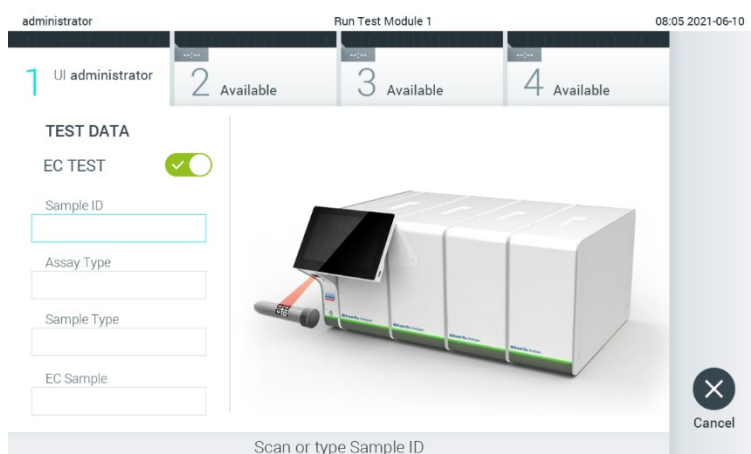 administrator Run Test Module 1 08:05 2021-06-10
--:-- --:-- --:--
1 UI administrator 2 Available 3 Available 4 Available
TEST DATA
EC TEST
Sample ID
Assay Type
Sample Type
EC Sample
Cancel
Scan or type Sample ID